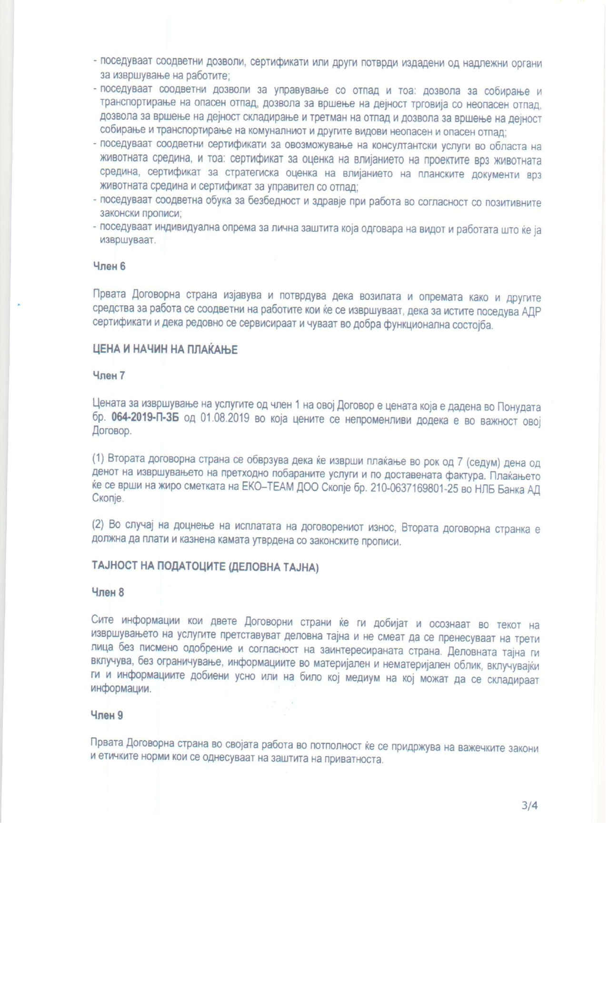 - поседуваат соодветни дозволи, сертификати или други потврди издадени од надлежни органи
за извршување на работите;
- поседуваат соодветни дозволи за управување со отпад и тоа: дозвола за собирање и
транспортирање на опасен отпад, дозвола за вршење на дејност трговија со неопасен отпад,
дозвола за вршење на дејност складирање и третман на отпад и дозвола за вршење на дејност
собирање и транспортирање на комуналниот и другите видови неопасен и опасен отпад;
- поседуваат соодветни сертификати за овозможување на консултантски услуги во областа на
животната средина, и тоа: сертификат за оценка на влијанието на проектите врз животната
средина, сертификат за стратегиска оценка на влијанието на планските документи врз
животната средина и сертификат за управител со отпад;
- поседуваат соодветна обука за безбедност и здравје при работа во согласност со позитивните
законски прописи;
- поседуваат индивидуална опрема за лична заштита која одговара на видот и работата што ќе ја
извршуваат.
Член 6
Првата Договорна страна изјавува и потврдува дека возилата и опремата како и другите
средства за работа се соодветни на работите кои ќе се извршуваат, дека за истите поседува АДР
сертификати и дека редовно се сервисираат и чуваат во добра функционална состојба.
ЦЕНА И НАЧИН НА ПЛАЌАЊЕ
Член 7
Цената за извршување на услугите од член 1 на овој Договор е цената која е дадена во Понудата
бр. 064-2019-П-ЗБ од 01.08.2019 во која цените се непроменливи додека е во важност овој
Договор.
(1) Втората договорна страна се обврзува дека ќе изврши плаќање во рок од 7 (седум) дена од
денот на извршувањето на претходно побараните услуги и по доставената фактура. Плаќањето
ќе се врши на жиро сметката на ЕКО–ТЕАМ ДОО Скопје бр. 210-0637169801-25 во НЛБ Банка АД
Скопје.
(2) Во случај на доцнење на исплатата на договорениот износ, Втората договорна странка е
должна да плати и казнена камата утврдена со законските прописи.
ТАЈНОСТ НА ПОДАТОЦИТЕ (ДЕЛОВНА ТАЈНА)
Член 8
Сите информации кои двете Договорни страни ќе ги добијат и осознаат во текот на
извршувањето на услугите претставуват деловна тајна и не смеат да се пренесуваат на трети
лица без писмено одобрение и согласност на заинтересираната страна. Деловната тајна ги
вклучува, без ограничување, информациите во материјален и нематеријален облик, вклучувајќи
ги и информациите добиени усно или на било кој медиум на кој можат да се складираат
информации.
Член 9
Првата Договорна страна во својата работа во потполност ќе се придржува на важечките закони
и етичките норми кои се однесуваат на заштита на приватноста.
3/4